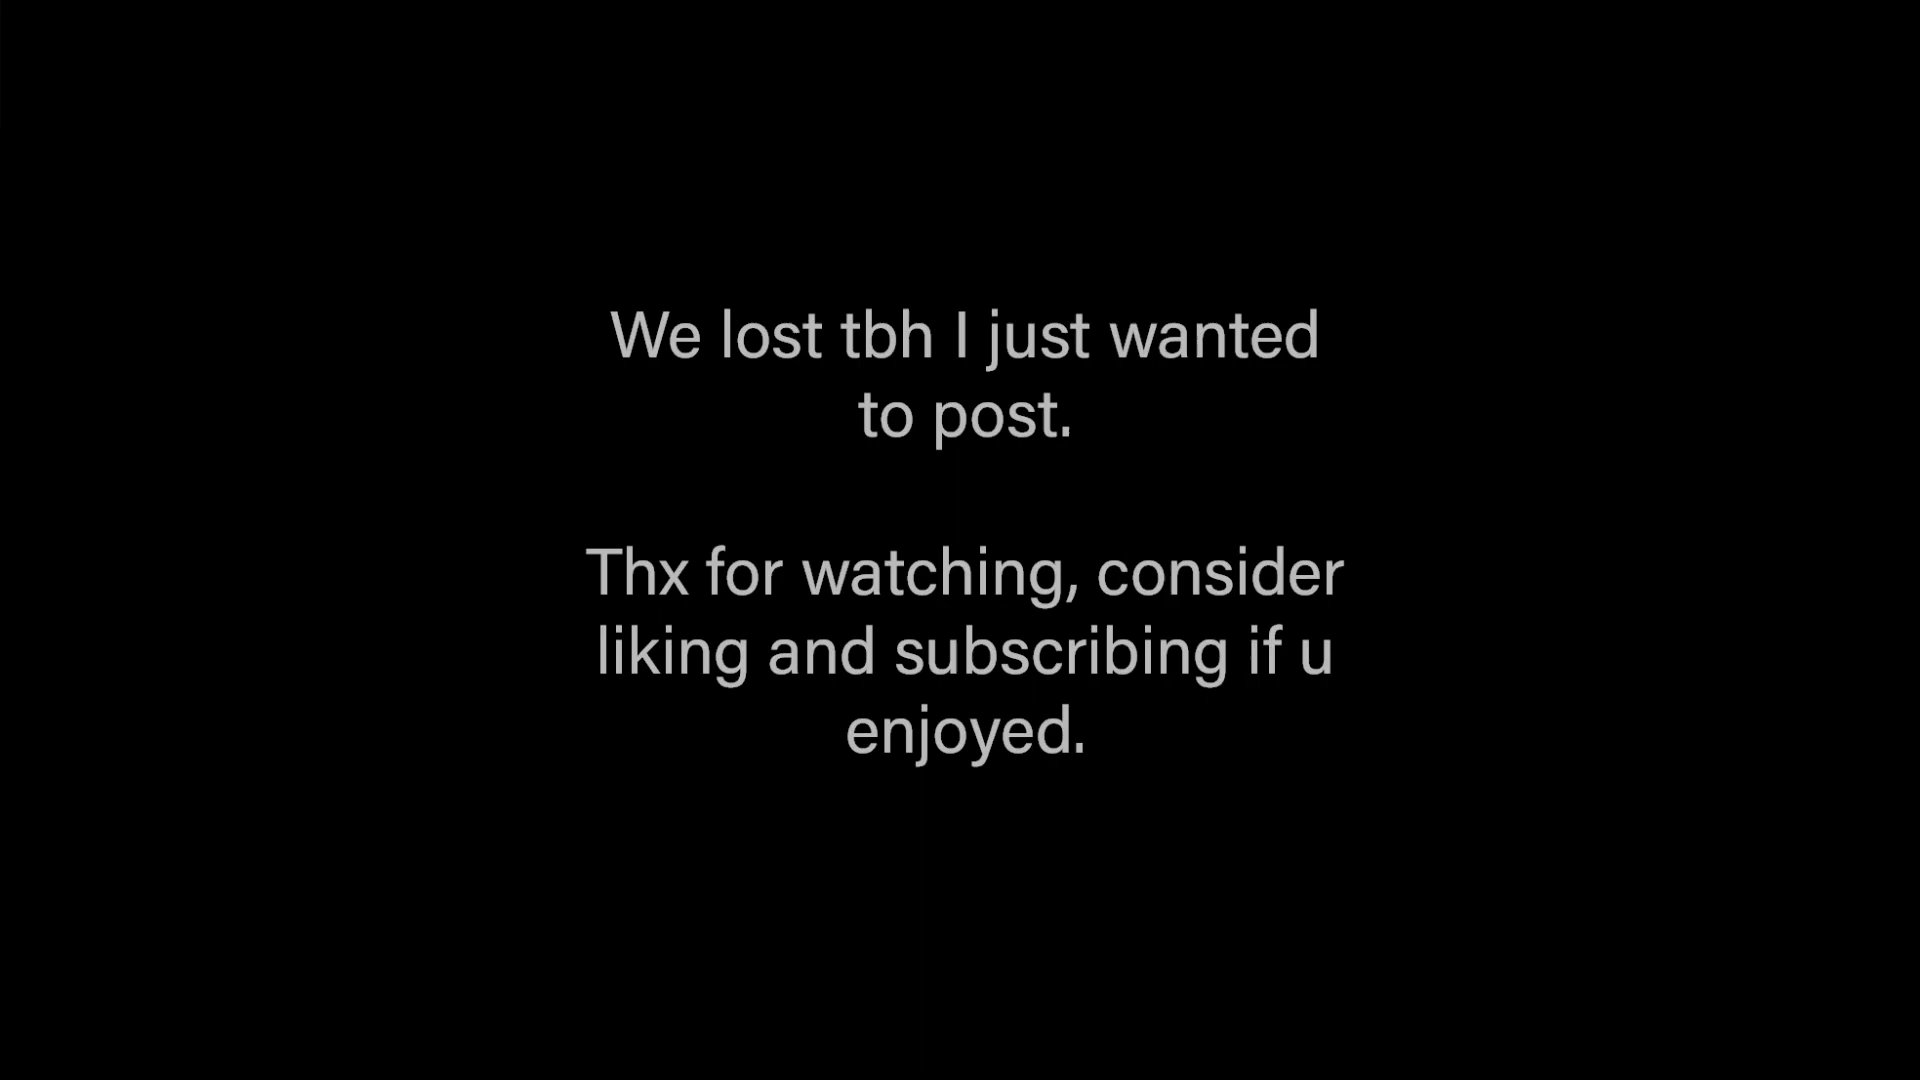 We lost tbh I just wanted
to post.
Thx for watching, consider
liking and subscribing if u
enjoyed.